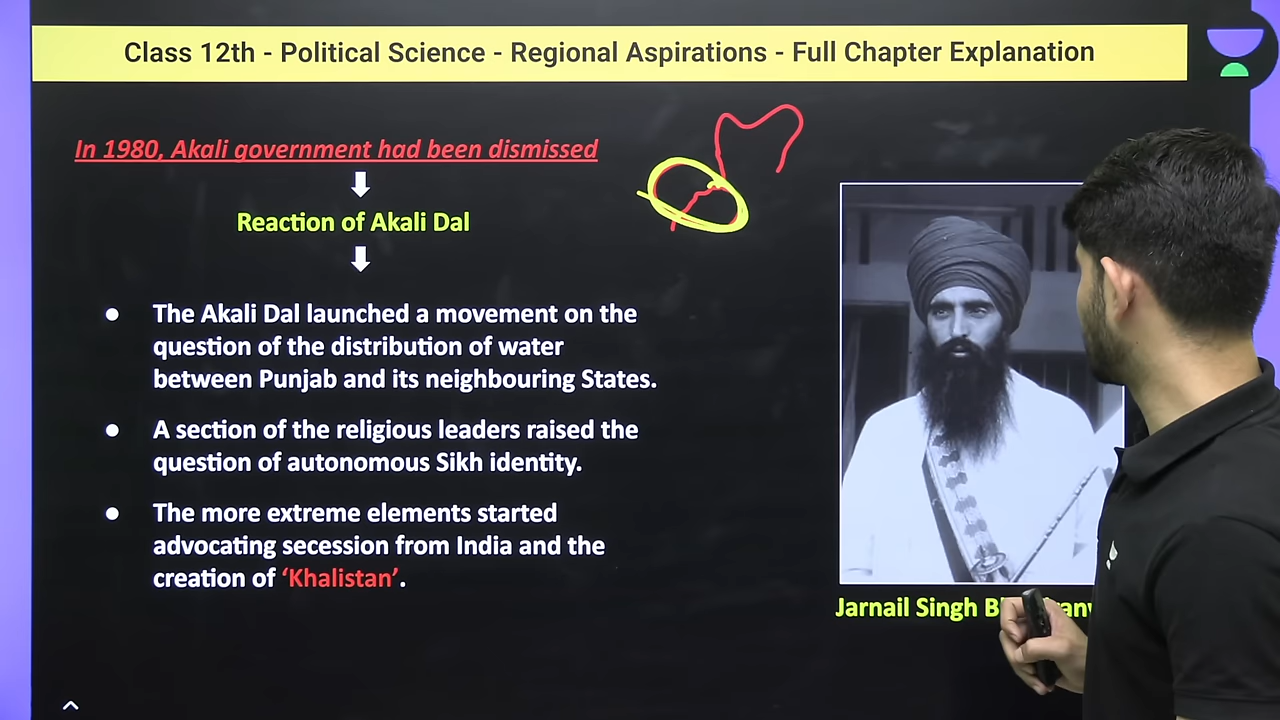 Class 12th - Political Science - Regional Aspirations - Full Chapter Explanation
In 1980, Akali government had been dismissed
Reaction of Akali Dal
● The Akali Dal launched a movement on the
question of the distribution of water
between Punjab and its neighbouring States.
● A section of the religious leaders raised the
question of autonomous Sikh identity.
● The more extreme elements started
advocating secession from India and the
creation of ‘Khalistan’.
Jarnail Singh